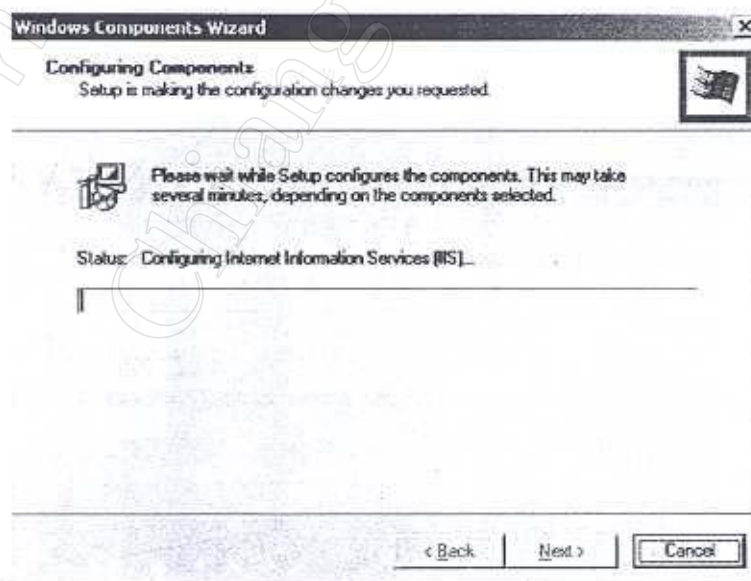 Windows Components Wizard
Configuring Components
Setup is making the configuration changes you requested.
Please wait while Setup configures the components. This may take
several minutes, depending on the components selected.
Status: Configuring Internet Information Services (IIS)...
< Back
Next >
Cancel
Chiang